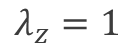 λ_z = 1